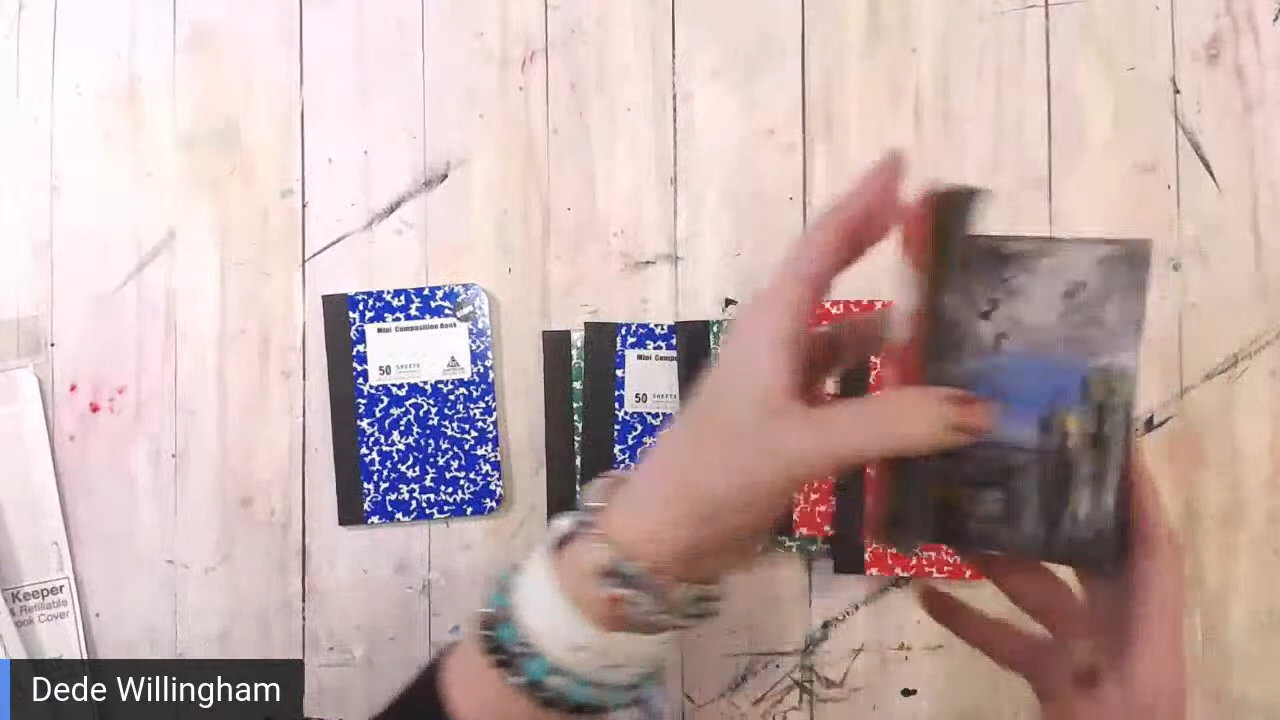 Mini Composition Book
50 SHEETS
Mini Compo
50 SHEETS
Keeper
& Refillable
ook Cover
Dede Willingham